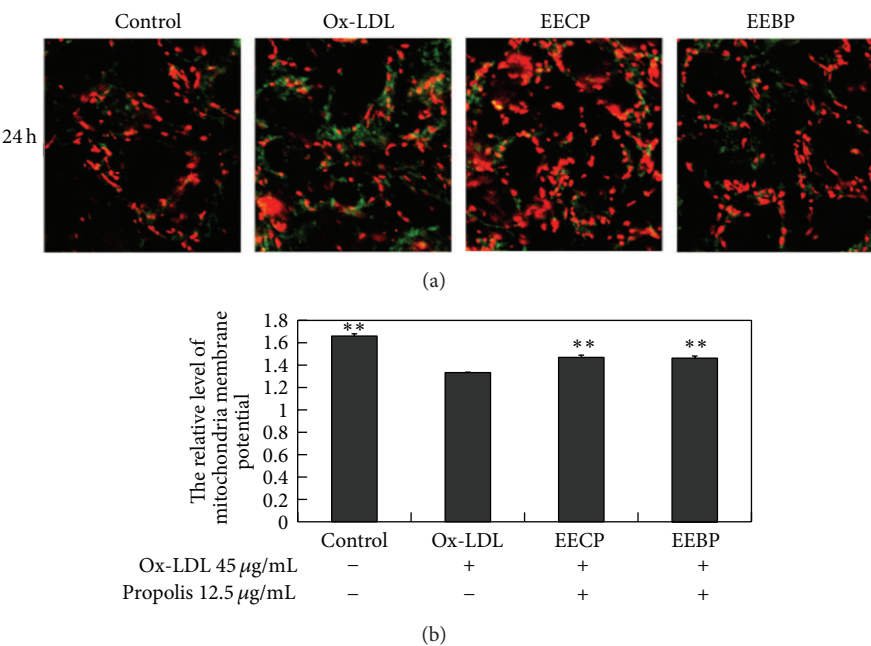 Control Ox-LDL EECP EEBP
24 h
(a)
The relative level of
mitochondria membrane
potential
1.8
1.6
1.4
1.2
1
0.8
0.6
0.4
0.2
0
** ** **
Control Ox-LDL EECP EEBP
Ox-LDL 45 μg/mL − + + +
Propolis 12.5 μg/mL − − + +
(b)